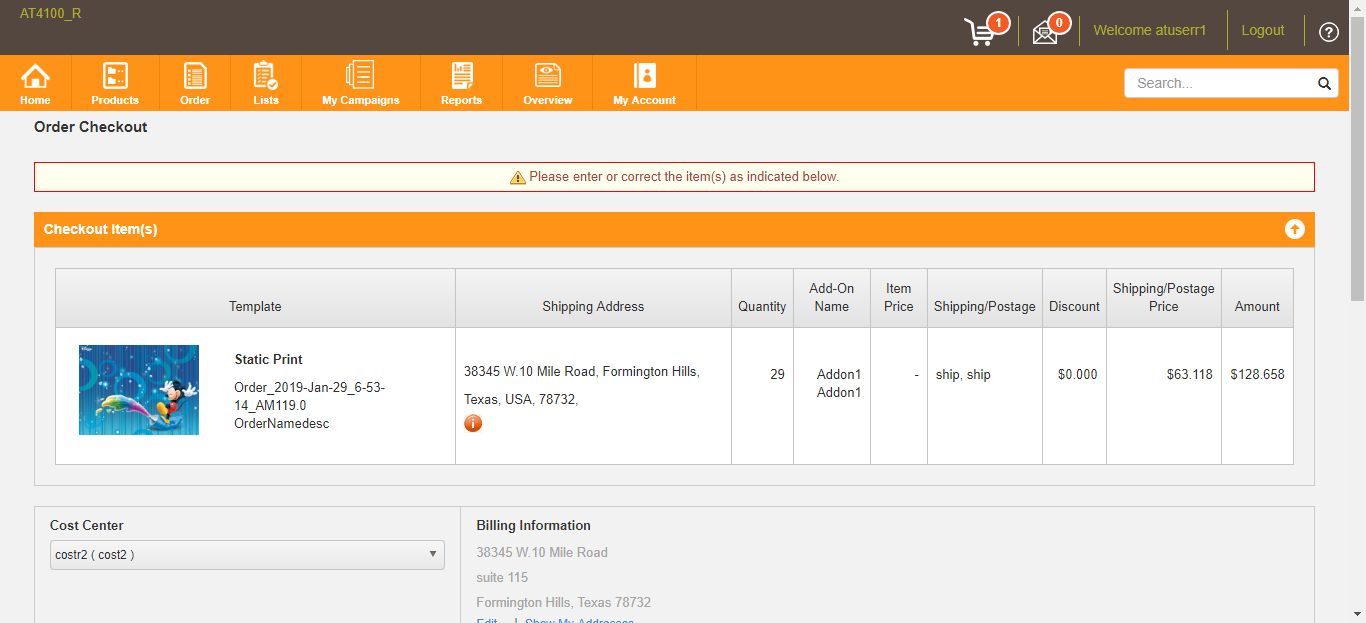 AT4100_R
1
0
Welcome atuserr1
Logout
?
Home
Products
Order
Lists
My Campaigns
Reports
Overview
My Account
Search...
Order Checkout
Please enter or correct the item(s) as indicated below.
Checkout Item(s)
Template
Shipping Address
Quantity
Add-On
Name
Item
Price
Shipping/Postage
Discount
Shipping/Postage
Price
Amount
Static Print
Order_2019-Jan-29_6-53-
14_AM119.0
OrderNamedesc
38345 W.10 Mile Road, Formington Hills,
Texas, USA, 78732,
29
Addon1
Addon1
-
ship, ship
$0.000
$63.118
$128.658
Cost Center
costr2 ( cost2 )
Billing Information
38345 W.10 Mile Road
suite 115
Formington Hills, Texas 78732
Edit | Show My Addresses